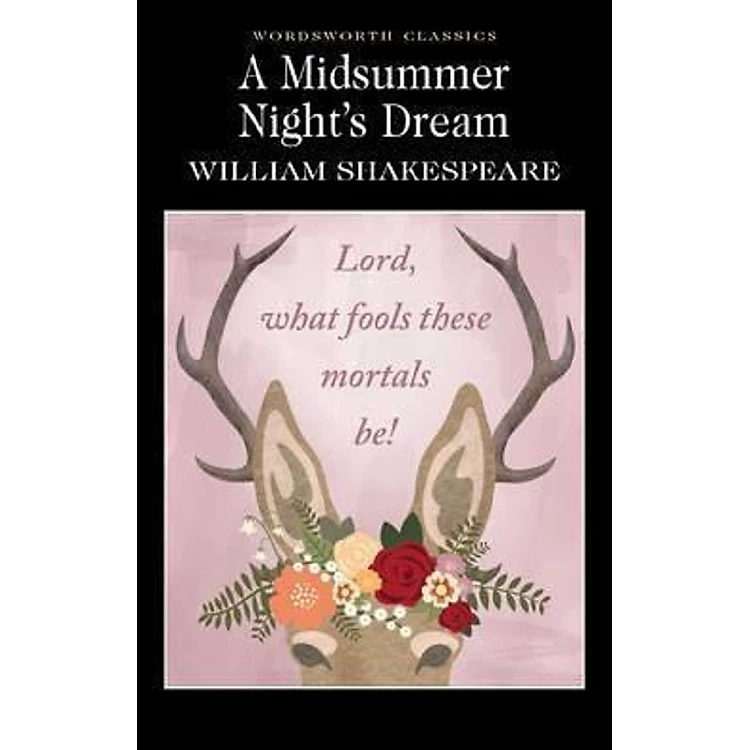 WORDSWORTH CLASSICS
A Midsummer
Night's Dream
WILLIAM SHAKESPEARE
Lord,
what fools these
mortals
be!